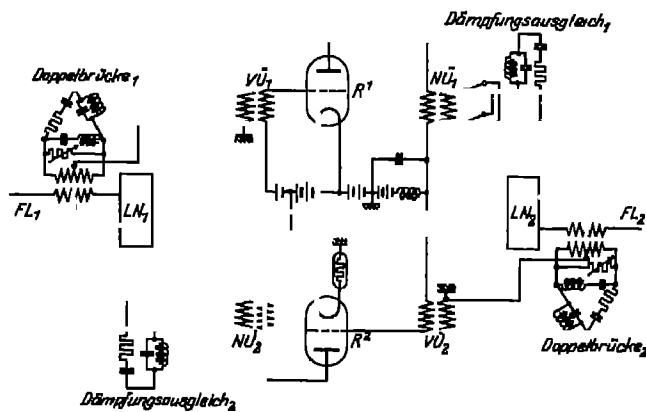 Dämpfungsausgleich₁
Doppelbrücke₁
VÜ₁
R¹
NÜ₁
FL₁
LN₁
LN₂
FL₂
NÜ₂
R²
VÜ₂
Doppelbrücke₂
Dämpfungsausgleich₂